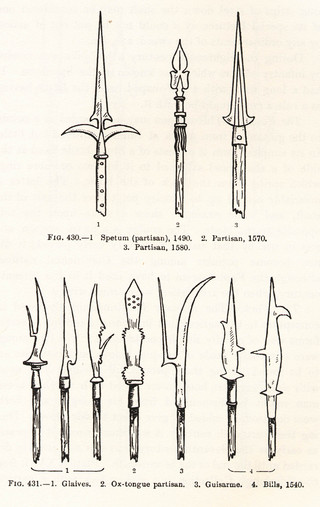 1 2 3
FIG. 430.—1 Spetum (partisan), 1490. 2. Partisan, 1570.
3. Partisan, 1580.
1 2 3 4
FIG. 431.—1. Glaives. 2. Ox-tongue partisan. 3. Guisarme. 4. Bills, 1540.